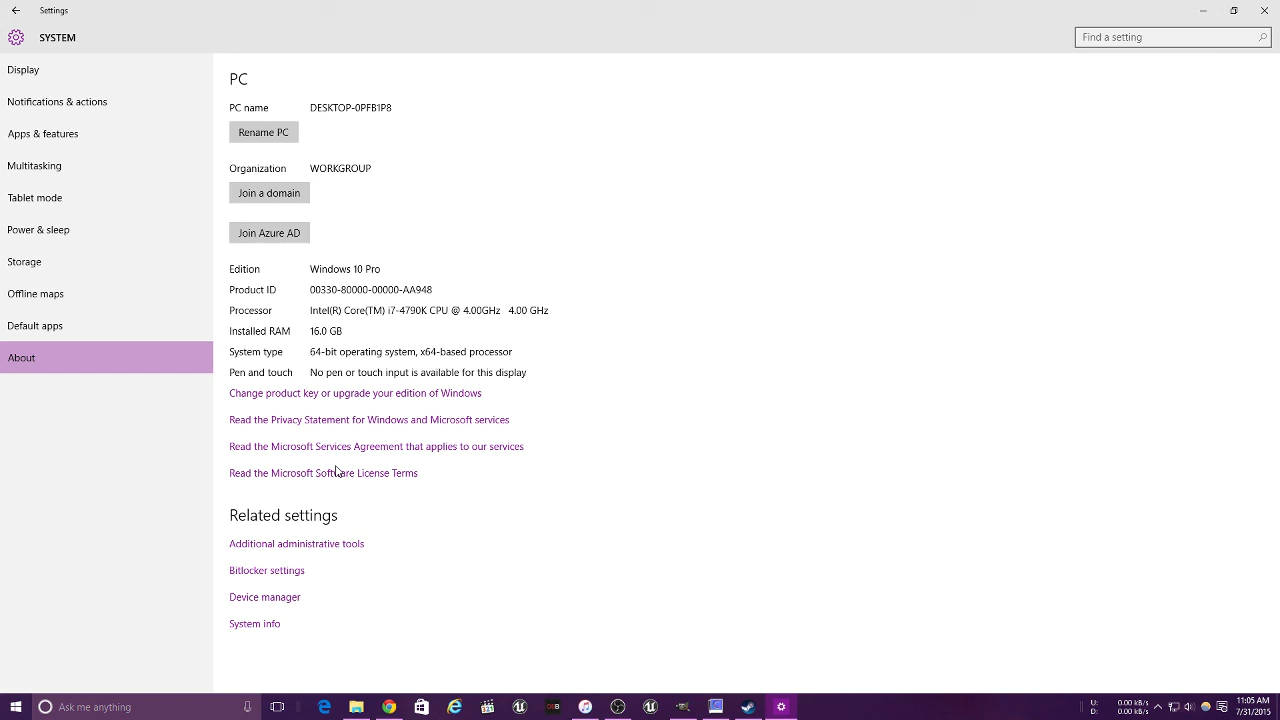 Settings
SYSTEM
Find a setting
Display
Notifications & actions
Apps & features
Multitasking
Tablet mode
Power & sleep
Storage
Offline maps
Default apps
About
PC
PC name DESKTOP-0PFB1P8
Rename PC
Organization WORKGROUP
Join a domain
Join Azure AD
Edition Windows 10 Pro
Product ID 00330-80000-00000-AA948
Processor Intel(R) Core(TM) i7-4790K CPU @ 4.00GHz 4.00 GHz
Installed RAM 16.0 GB
System type 64-bit operating system, x64-based processor
Pen and touch No pen or touch input is available for this display
Change product key or upgrade your edition of Windows
Read the Privacy Statement for Windows and Microsoft services
Read the Microsoft Services Agreement that applies to our services
Read the Microsoft Software License Terms
Related settings
Additional administrative tools
Bitlocker settings
Device manager
System info
Ask me anything
U: 0.00 kB/s
D: 0.00 kB/s
11:05 AM
7/31/2015